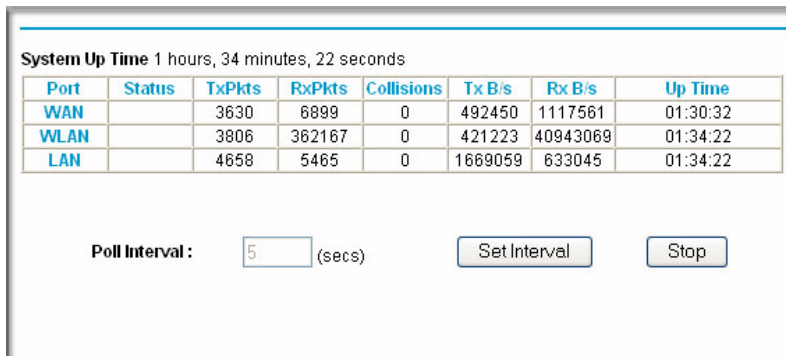 System Up Time 1 hours, 34 minutes, 22 seconds
Port Status TxPkts RxPkts Collisions Tx B/s Rx B/s Up Time
WAN 3630 6899 0 492450 1117561 01:30:32
WLAN 3806 362167 0 421223 40943069 01:34:22
LAN 4658 5465 0 1669059 633045 01:34:22
Poll Interval : 5 (secs) Set Interval Stop